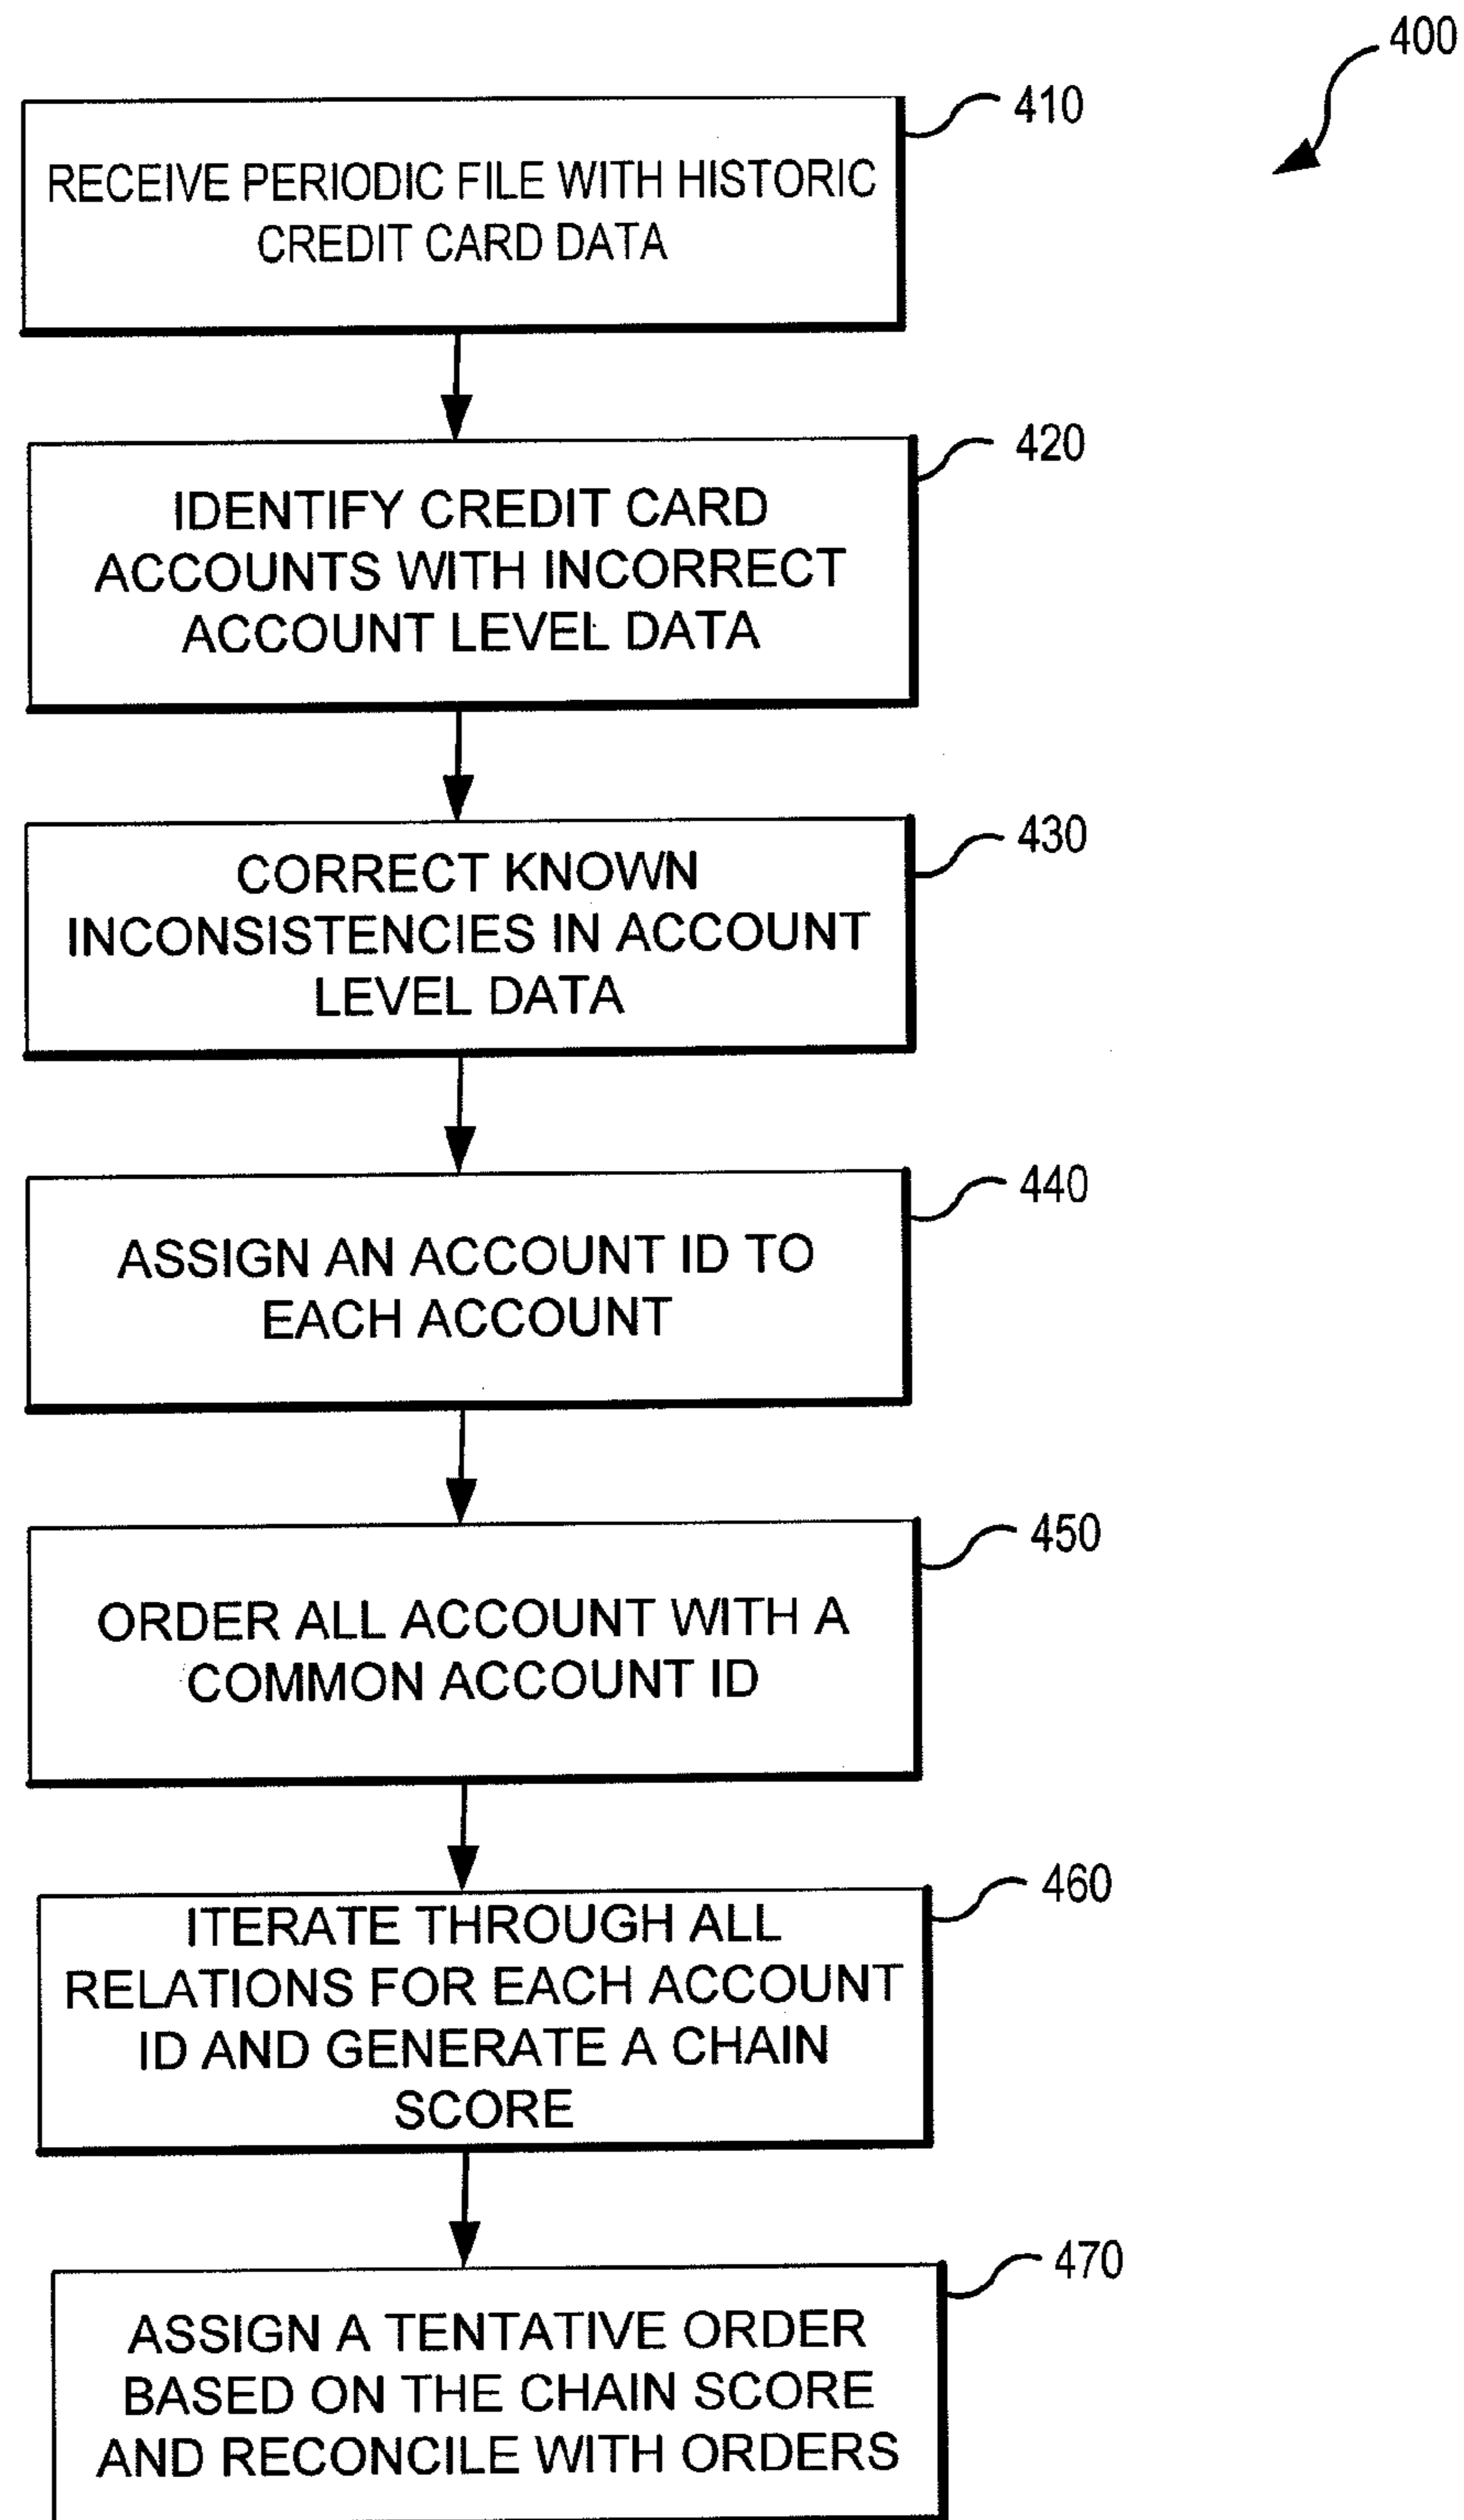 400
410
RECEIVE PERIODIC FILE WITH HISTORIC
CREDIT CARD DATA
420
IDENTIFY CREDIT CARD
ACCOUNTS WITH INCORRECT
ACCOUNT LEVEL DATA
430
CORRECT KNOWN
INCONSISTENCIES IN ACCOUNT
LEVEL DATA
440
ASSIGN AN ACCOUNT ID TO
EACH ACCOUNT
450
ORDER ALL ACCOUNT WITH A
COMMON ACCOUNT ID
460
ITERATE THROUGH ALL
RELATIONS FOR EACH ACCOUNT
ID AND GENERATE A CHAIN
SCORE
470
ASSIGN A TENTATIVE ORDER
BASED ON THE CHAIN SCORE
AND RECONCILE WITH ORDERS